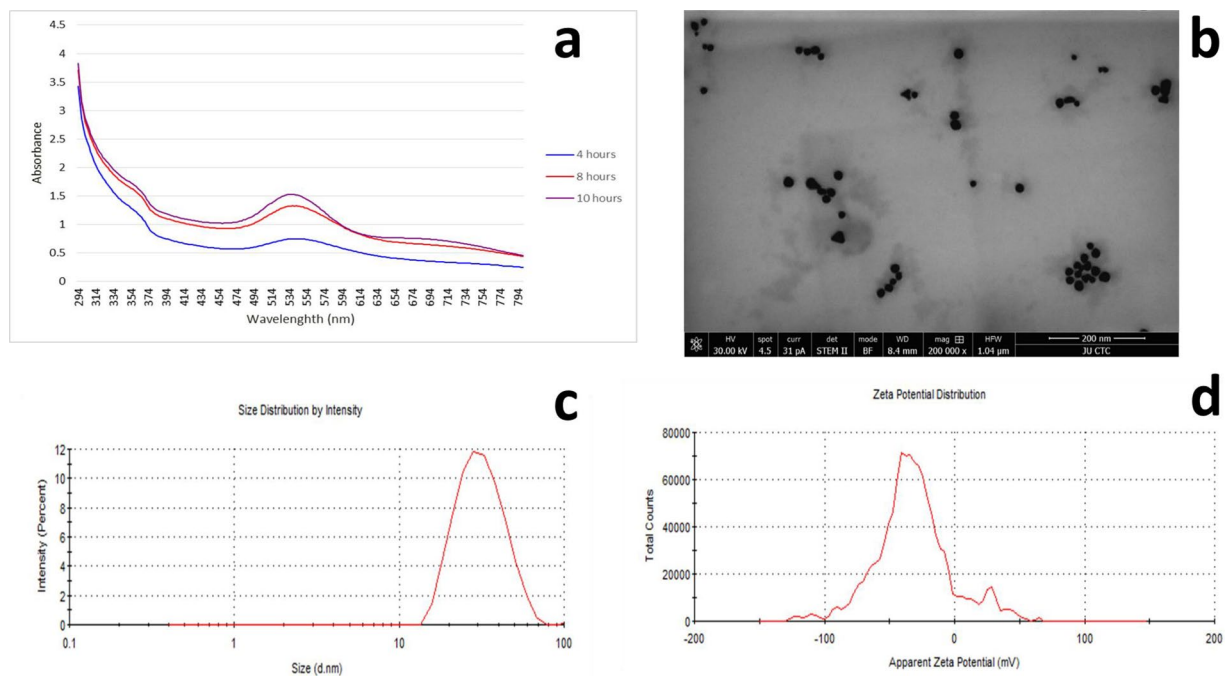 a
4.5
4
3.5
3
2.5
2
1.5
1
0.5
0
Absorbance
294 314 334 354 374 394 414 434 454 474 494 514 534 554 574 594 614 634 654 674 694 714 734 754 774 794
Wavelenghth (nm)
4 hours
8 hours
10 hours
b
HV spot curr det mode WD mag HFW 200 nm
30.00 kV 4.5 31 pA STEM II BF 8.4 mm 200 000 x 1.04 µm JU CTC
c
Size Distribution by Intensity
12
10
8
6
4
2
0
Intensity (Percent)
0.1 1 10 100
Size (d.nm)
d
Zeta Potential Distribution
80000
60000
40000
20000
0
Total Counts
-200 -100 0 100 200
Apparent Zeta Potential (mV)